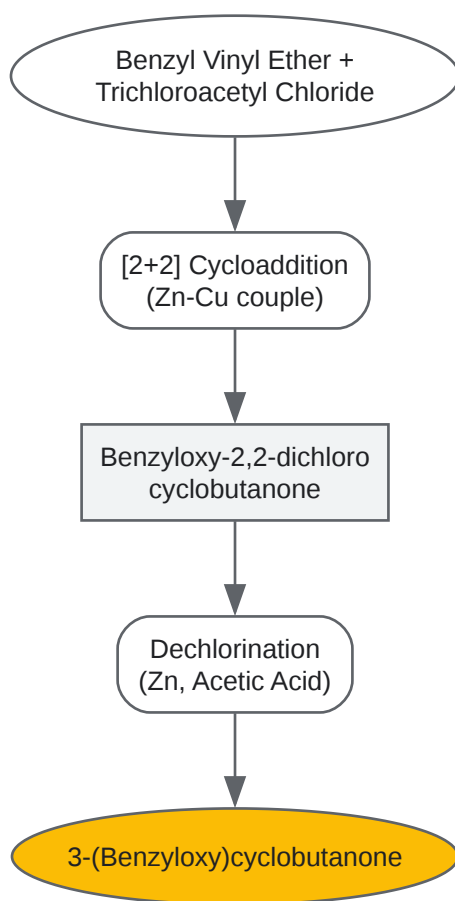 Benzyl Vinyl Ether +
Trichloroacetyl Chloride
[2+2] Cycloaddition
(Zn-Cu couple)
Benzyloxy-2,2-dichloro
cyclobutanone
Dechlorination
(Zn, Acetic Acid)
3-(Benzyloxy)cyclobutanone